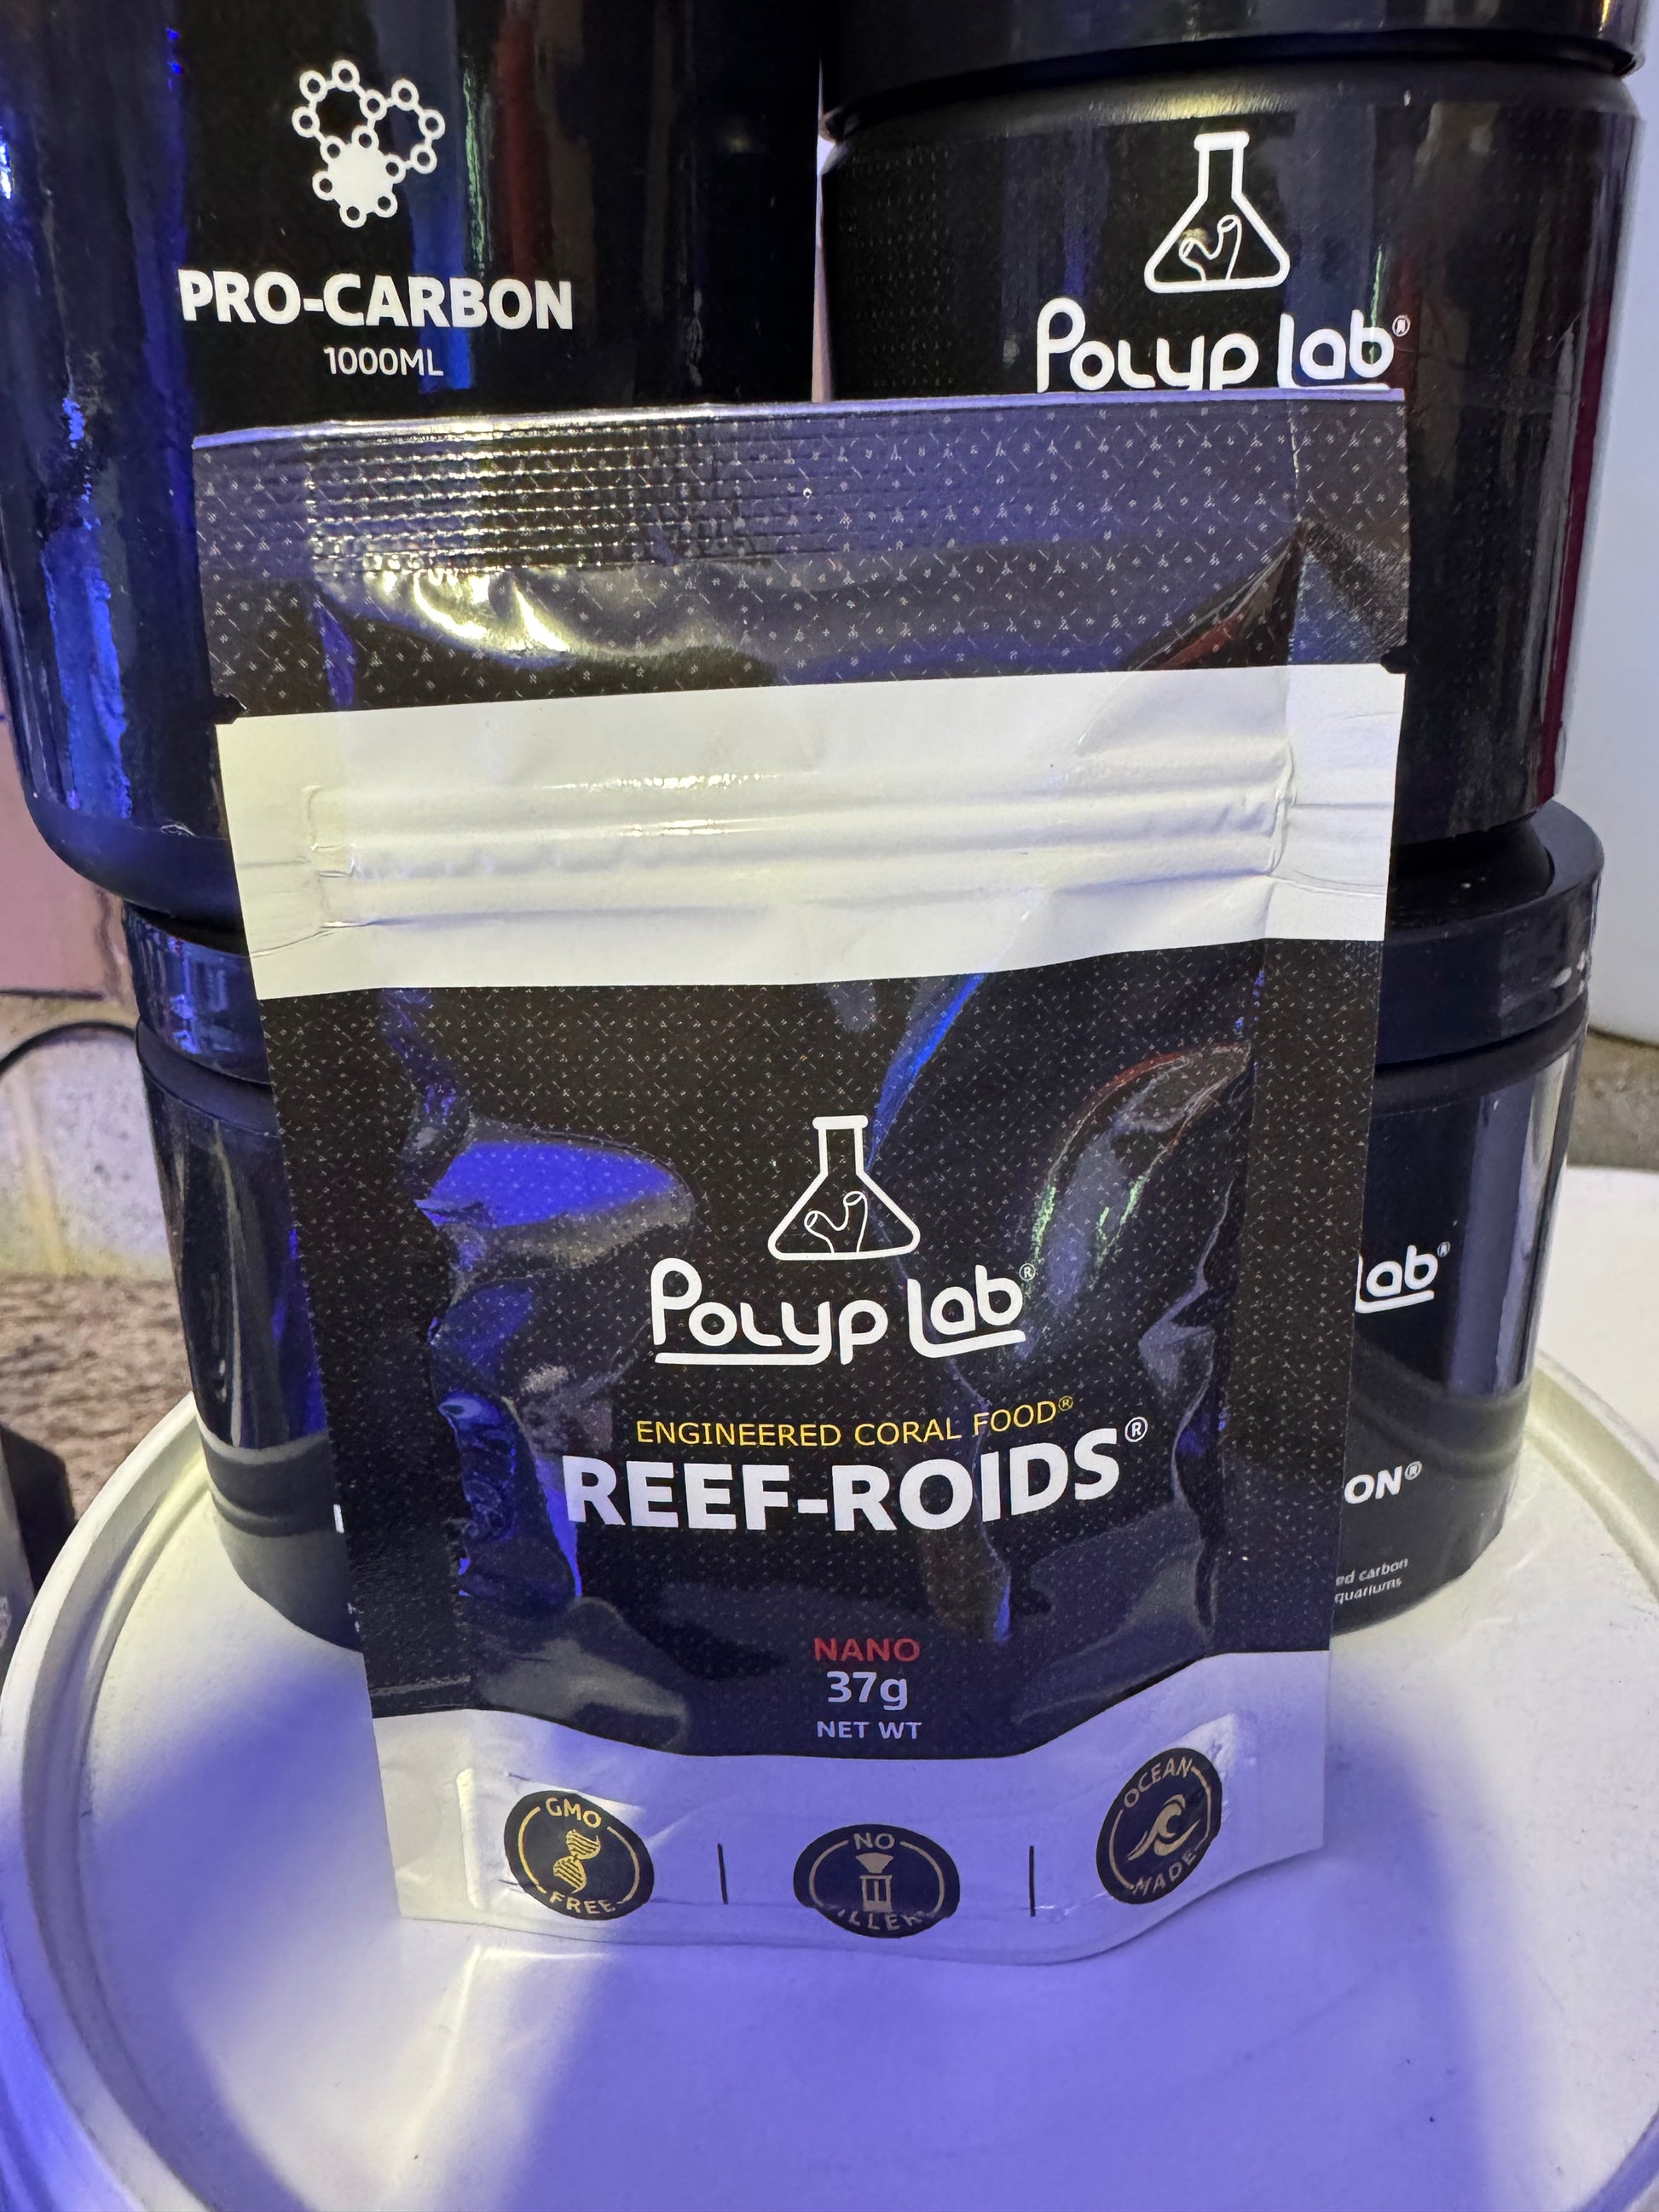 PRO-CARBON
1000ML
Polyp Lab®
Polyp Lab®
ENGINEERED CORAL FOOD®
REEF-ROIDS®
NANO
37g
NET WT
GMO
FREE
NO
FILLER
OCEAN
MADE
Lab®
ON®
ed carbon
quariums